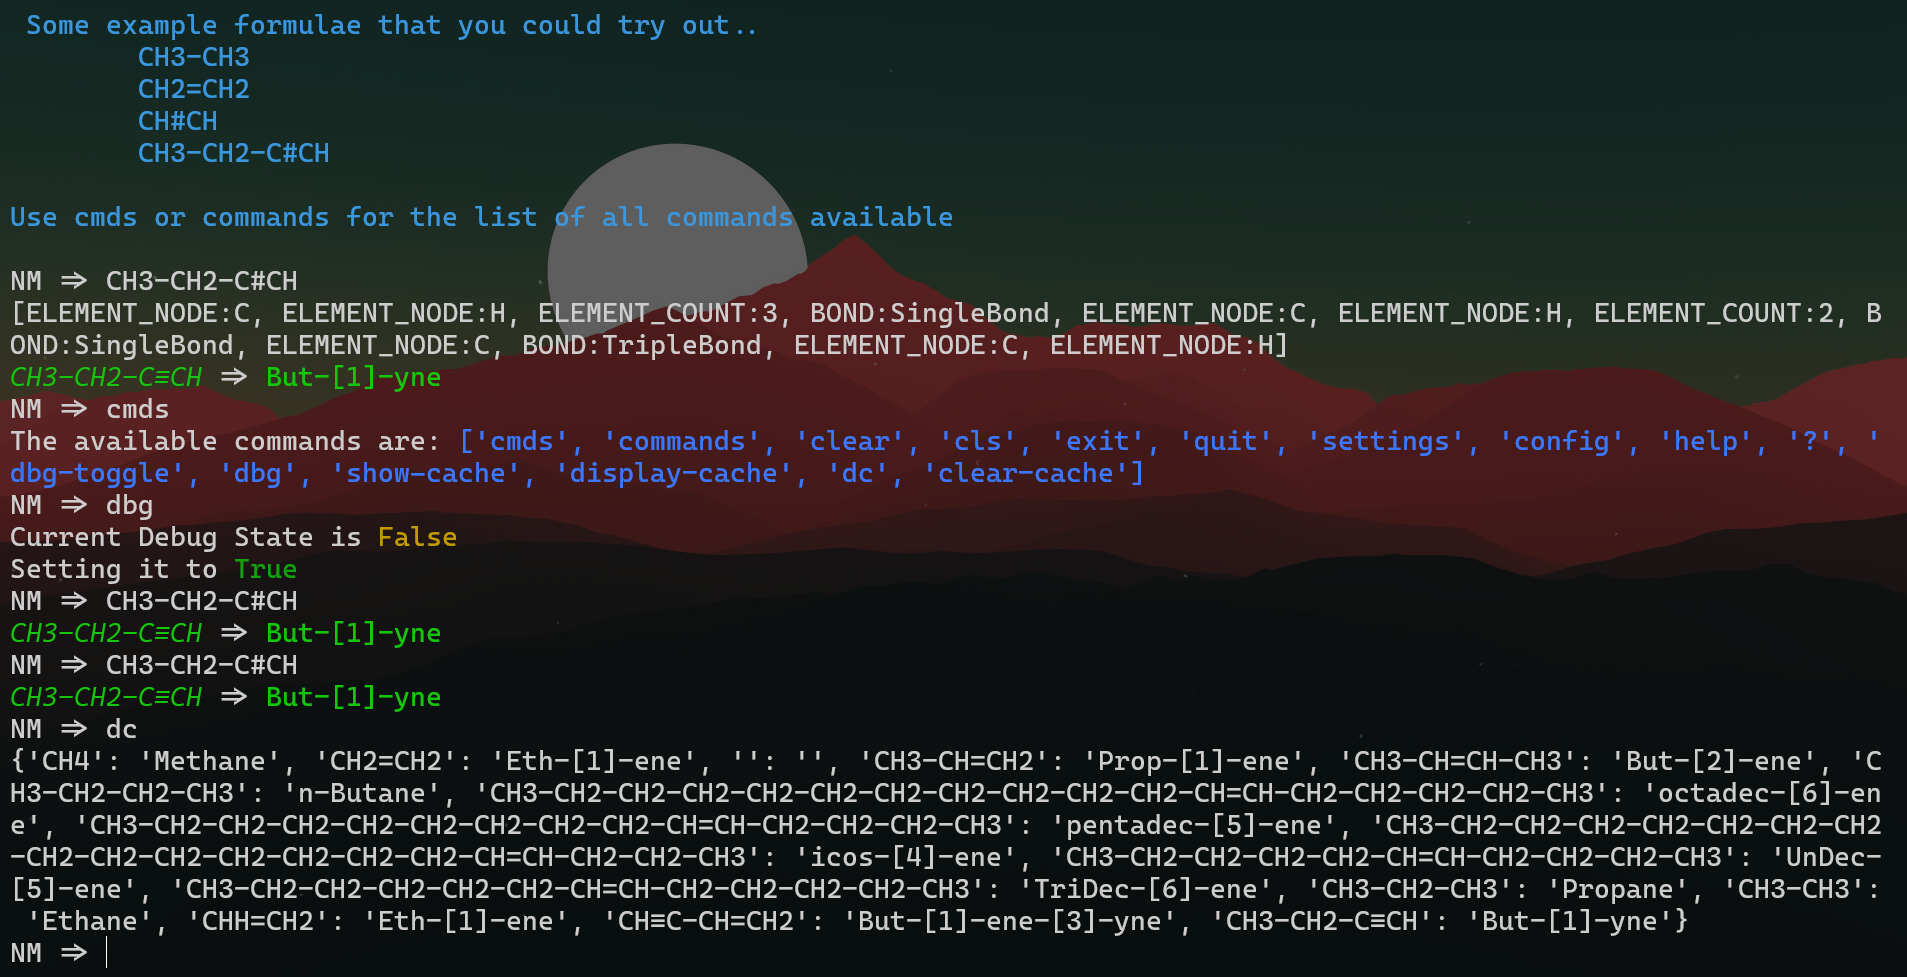 Some example formulae that you could try out..
CH3-CH3
CH2=CH2
CH#CH
CH3-CH2-C#CH
Use cmds or commands for the list of all commands available
NM => CH3-CH2-C#CH
[ELEMENT_NODE:C, ELEMENT_NODE:H, ELEMENT_COUNT:3, BOND:SingleBond, ELEMENT_NODE:C, ELEMENT_NODE:H, ELEMENT_COUNT:2, B
OND:SingleBond, ELEMENT_NODE:C, BOND:TripleBond, ELEMENT_NODE:C, ELEMENT_NODE:H]
CH3-CH2-C≡CH => But-[1]-yne
NM => cmds
The available commands are: ['cmds', 'commands', 'clear', 'cls', 'exit', 'quit', 'settings', 'config', 'help', '?', '
dbg-toggle', 'dbg', 'show-cache', 'display-cache', 'dc', 'clear-cache']
NM => dbg
Current Debug State is False
Setting it to True
NM => CH3-CH2-C#CH
CH3-CH2-C≡CH => But-[1]-yne
NM => CH3-CH2-C#CH
CH3-CH2-C≡CH => But-[1]-yne
NM => dc
{'CH4': 'Methane', 'CH2=CH2': 'Eth-[1]-ene', '': '', 'CH3-CH=CH2': 'Prop-[1]-ene', 'CH3-CH=CH-CH3': 'But-[2]-ene', 'C
H3-CH2-CH2-CH3': 'n-Butane', 'CH3-CH2-CH2-CH2-CH2-CH2-CH2-CH2-CH2-CH2-CH2-CH=CH-CH2-CH2-CH2-CH2-CH3': 'octadec-[6]-en
e', 'CH3-CH2-CH2-CH2-CH2-CH2-CH2-CH2-CH2-CH=CH-CH2-CH2-CH2-CH3': 'pentadec-[5]-ene', 'CH3-CH2-CH2-CH2-CH2-CH2-CH2-CH2
-CH2-CH2-CH2-CH2-CH2-CH2-CH2-CH=CH-CH2-CH2-CH3': 'icos-[4]-ene', 'CH3-CH2-CH2-CH2-CH2-CH=CH-CH2-CH2-CH2-CH3': 'UnDec-
[5]-ene', 'CH3-CH2-CH2-CH2-CH2-CH2-CH=CH-CH2-CH2-CH2-CH2-CH3': 'TriDec-[6]-ene', 'CH3-CH2-CH3': 'Propane', 'CH3-CH3':
'Ethane', 'CHH=CH2': 'Eth-[1]-ene', 'CH≡C-CH=CH2': 'But-[1]-ene-[3]-yne', 'CH3-CH2-C≡CH': 'But-[1]-yne'}
NM =>